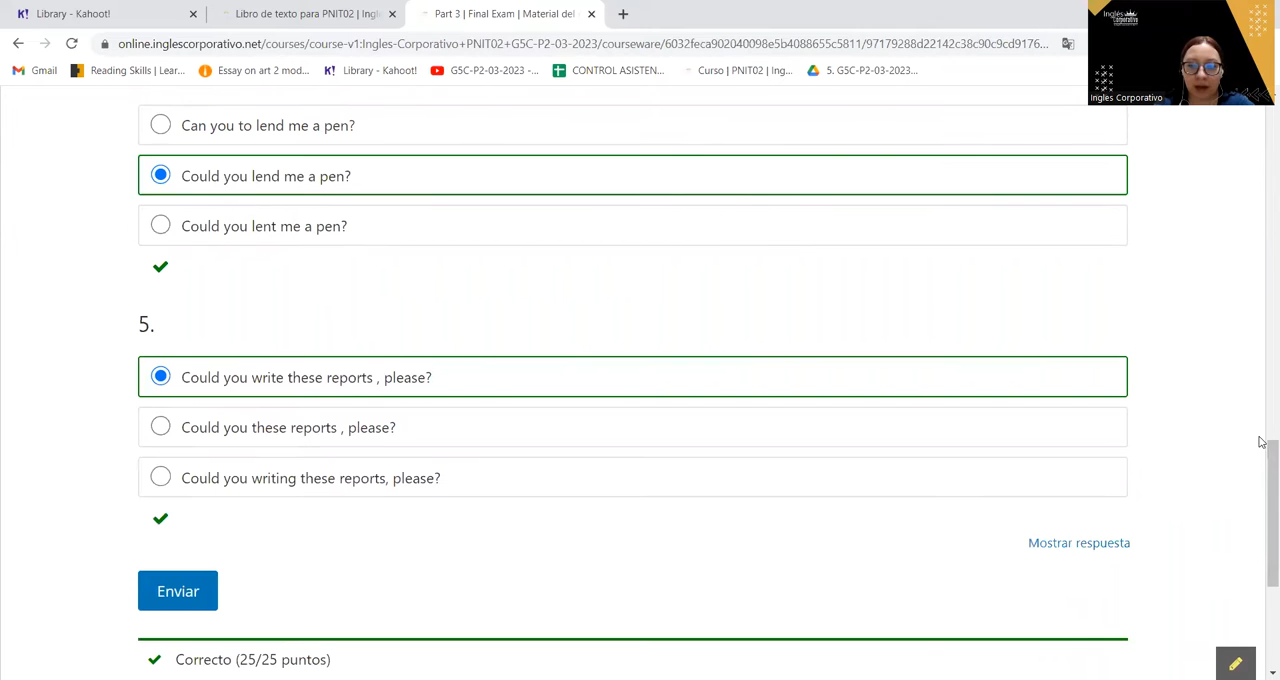 Library - Kahoot!
Libro de texto para PNIT02 | Ingl
Part 3 | Final Exam | Material del
online.inglescorporativo.net/courses/course-v1:Ingles-Corporativo+PNIT02+G5C-P2-03-2023/courseware/6032feca902040098e5b4088655c5811/97179288d22142c38c90c9cd9176...
Gmail
Reading Skills | Lear...
Essay on art 2 mod...
Library - Kahoot!
G5C-P2-03-2023 -...
CONTROL ASISTEN...
Curso | PNIT02 | Ing...
5. G5C-P2-03-2023...
Inglés
Corporativo
Ingles Corporativo
Can you to lend me a pen?
Could you lend me a pen?
Could you lent me a pen?
5.
Could you write these reports , please?
Could you these reports , please?
Could you writing these reports, please?
Mostrar respuesta
Enviar
Correcto (25/25 puntos)